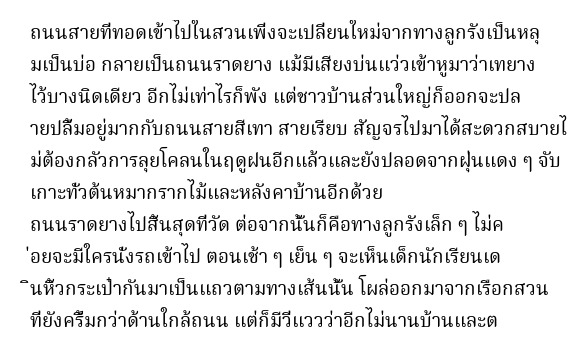 ถนนสายที่ทอดเข้าไปในสวนเพิ่งจะเปลี่ยนใหม่จากทางลูกรังเป็นหลุ
มเป็นบ่อ กลายเป็นถนนราดยาง แม้มีเสียงบ่นแว่วเข้าหูมาว่าเทยาง
ไว้บางนิดเดียว อีกไม่เท่าไรก็พัง แต่ชาวบ้านส่วนใหญ่ก็ออกจะปล
าบปลื้มอยู่มากกับถนนสายสีเทา สายเรียบ สัญจรไปมาได้สะดวกสบายไ
ม่ต้องกลัวการลุยโคลนในฤดูฝนอีกแล้วและยังปลอดจากฝุ่นแดง ๆ จับ
เกาะทั่วต้นหมากรากไม้และหลังคาบ้านอีกด้วย
ถนนราดยางไปสิ้นสุดที่วัด ต่อจากนั้นก็คือทางลูกรังเล็ก ๆ ไม่ค
่อยจะมีใครนั่งรถเข้าไป ตอนเช้า ๆ เย็น ๆ จะเห็นเด็กนักเรียนเด
ินหิ้วกระเป๋ากันมาเป็นแถวตามทางเส้นนั้น โผล่ออกมาจากเรือกสวน
ที่ยังครึ้มกว่าด้านใกล้ถนน แต่ก็มีวี่แววว่าอีกไม่นานบ้านและต